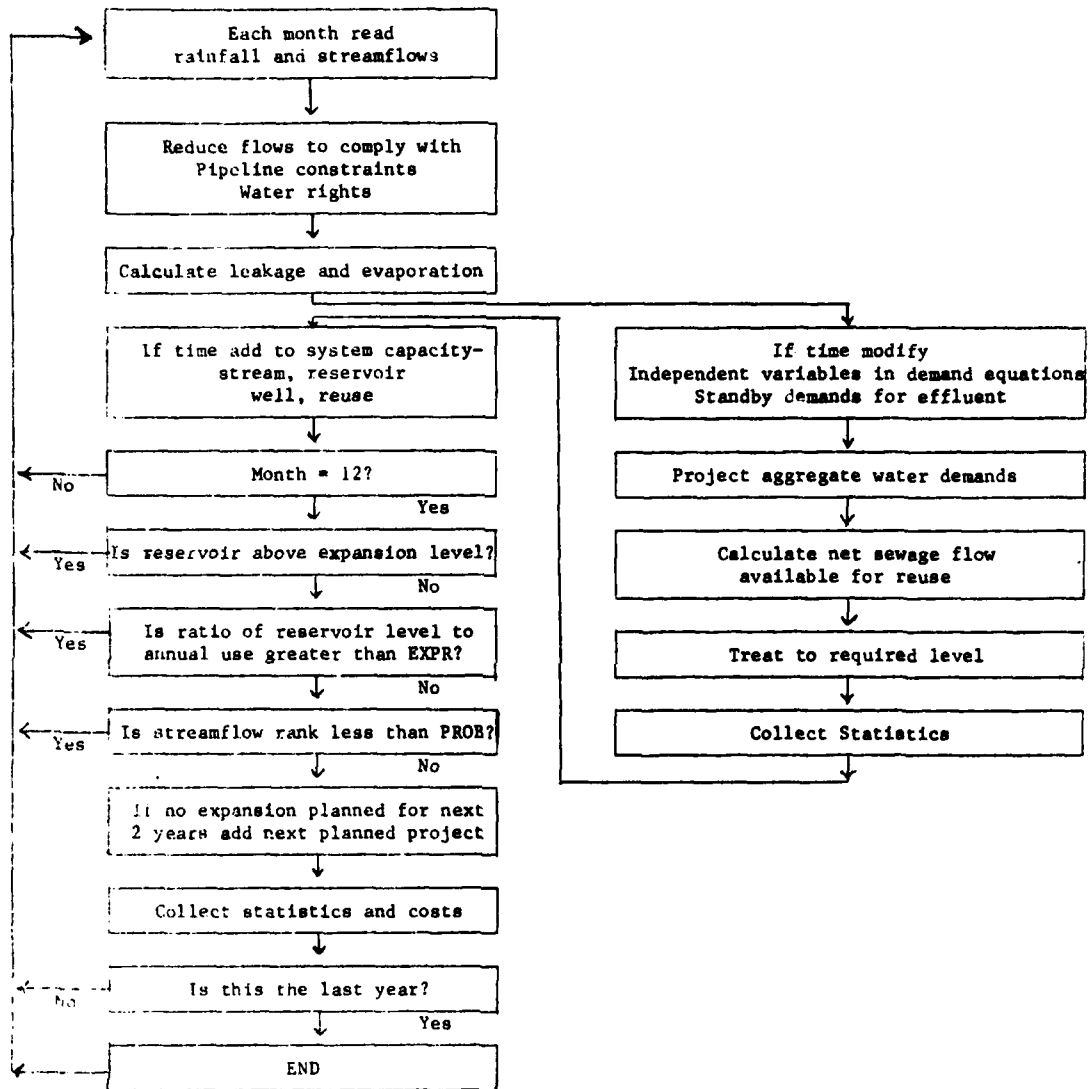 Each month read
rainfall and streamflows
Reduce flows to comply with
Pipeline constraints
Water rights
Calculate leakage and evaporation
If time add to system capacity-
stream, reservoir
well, reuse
Month = 12?
No
Yes
Is reservoir above expansion level?
Yes
No
Is ratio of reservoir level to
annual use greater than EXPR?
Yes
No
Is streamflow rank less than PROB?
Yes
No
If no expansion planned for next
2 years add next planned project
Collect statistics and costs
Is this the last year?
No
Yes
END
If time modify
Independent variables in demand equations
Standby demands for effluent
Project aggregate water demands
Calculate net sewage flow
available for reuse
Treat to required level
Collect Statistics